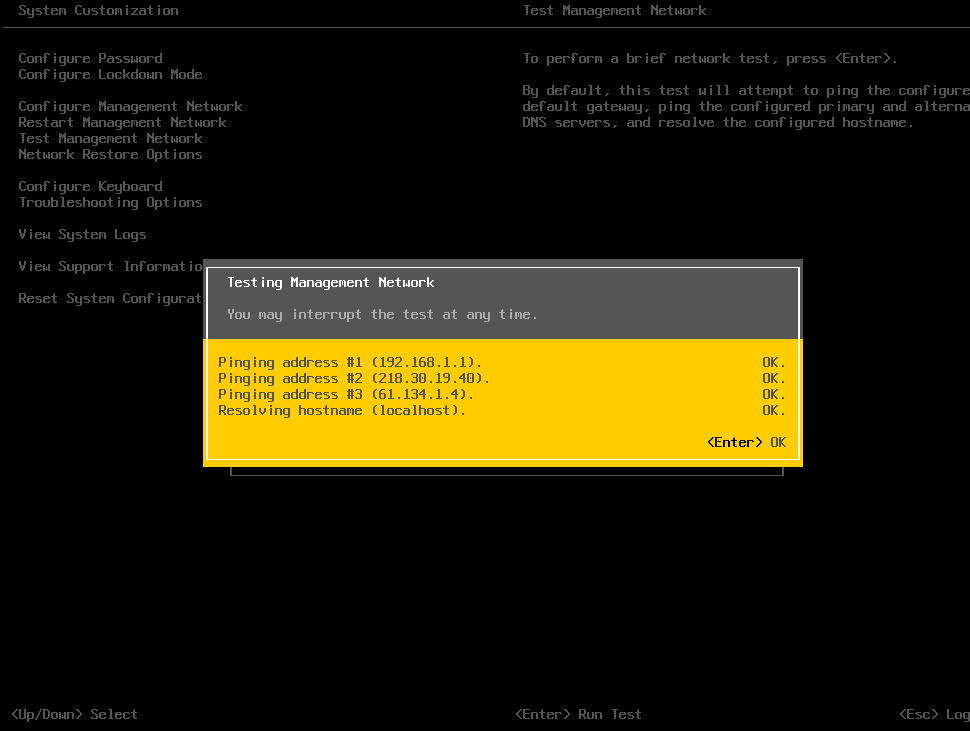 System Customization
Test Management Network
Configure Password
Configure Lockdown Mode
Configure Management Network
Restart Management Network
Test Management Network
Network Restore Options
Configure Keyboard
Troubleshooting Options
View System Logs
View Support Informatio
Reset System Configurat
To perform a brief network test, press <Enter>.
By default, this test will attempt to ping the configure
default gateway, ping the configured primary and alterna
DNS servers, and resolve the configured hostname.
Testing Management Network
You may interrupt the test at any time.
Pinging address #1 (192.168.1.1). OK.
Pinging address #2 (218.30.19.40). OK.
Pinging address #3 (61.134.1.4). OK.
Resolving hostname (localhost). OK.
<Enter> OK
<Up/Down> Select
<Enter> Run Test
<Esc> Log